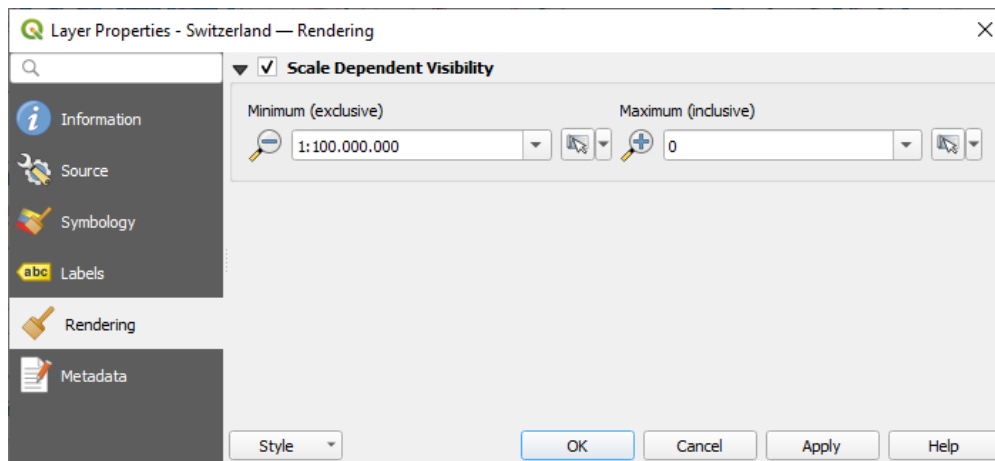 Layer Properties - Switzerland — Rendering
Scale Dependent Visibility
Information
Source
Symbology
abc Labels
Rendering
Metadata
Minimum (exclusive)
Maximum (inclusive)
1:100.000.000
0
Style
OK
Cancel
Apply
Help